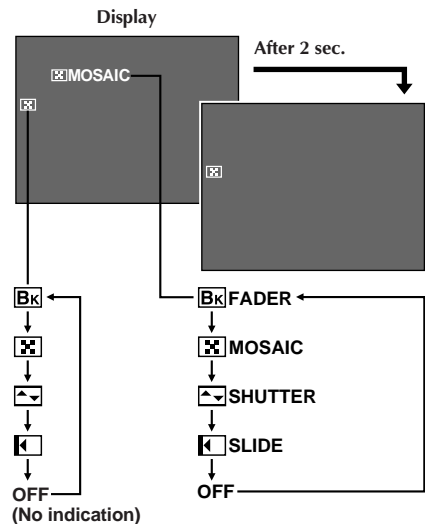 Display
After 2 sec.
MOSAIC
BK
BK FADER
MOSAIC
SHUTTER
SLIDE
OFF
(No indication)
OFF